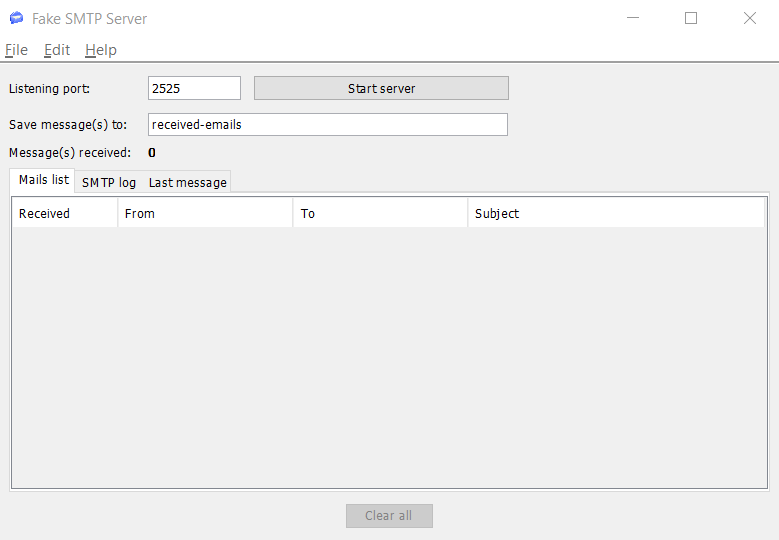 Fake SMTP Server
File Edit Help
Listening port: 2525 Start server
Save message(s) to: received-emails
Message(s) received: 0
Mails list SMTP log Last message
Received From To Subject
Clear all